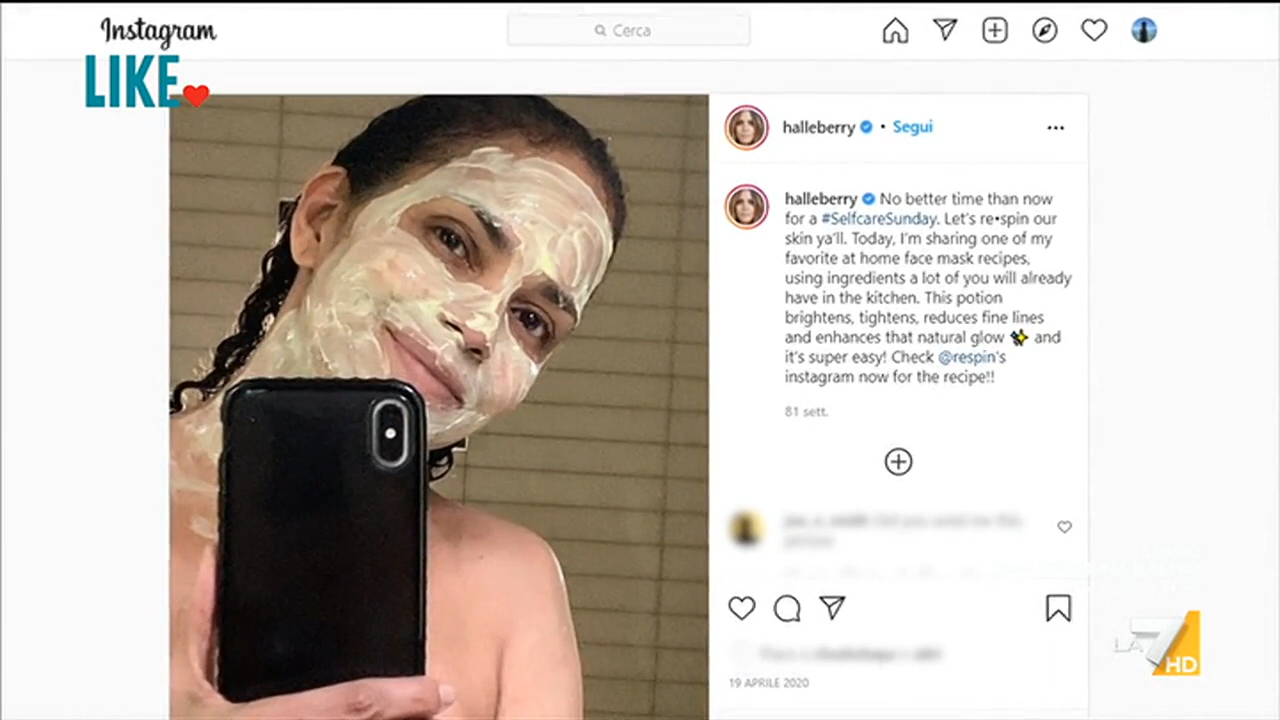 Instagram
Cerca
LIKE
halleberry • Segui
halleberry No better time than now
for a #SelfcareSunday. Let's re•spin our
skin ya'll. Today, I'm sharing one of my
favorite at home face mask recipes,
using ingredients a lot of you will already
have in the kitchen. This potion
brightens, tightens, reduces fine lines
and enhances that natural glow ✨ and
it's super easy! Check @respin's
instagram now for the recipe!!
81 sett.
19 APRILE 2020
LA7
HD